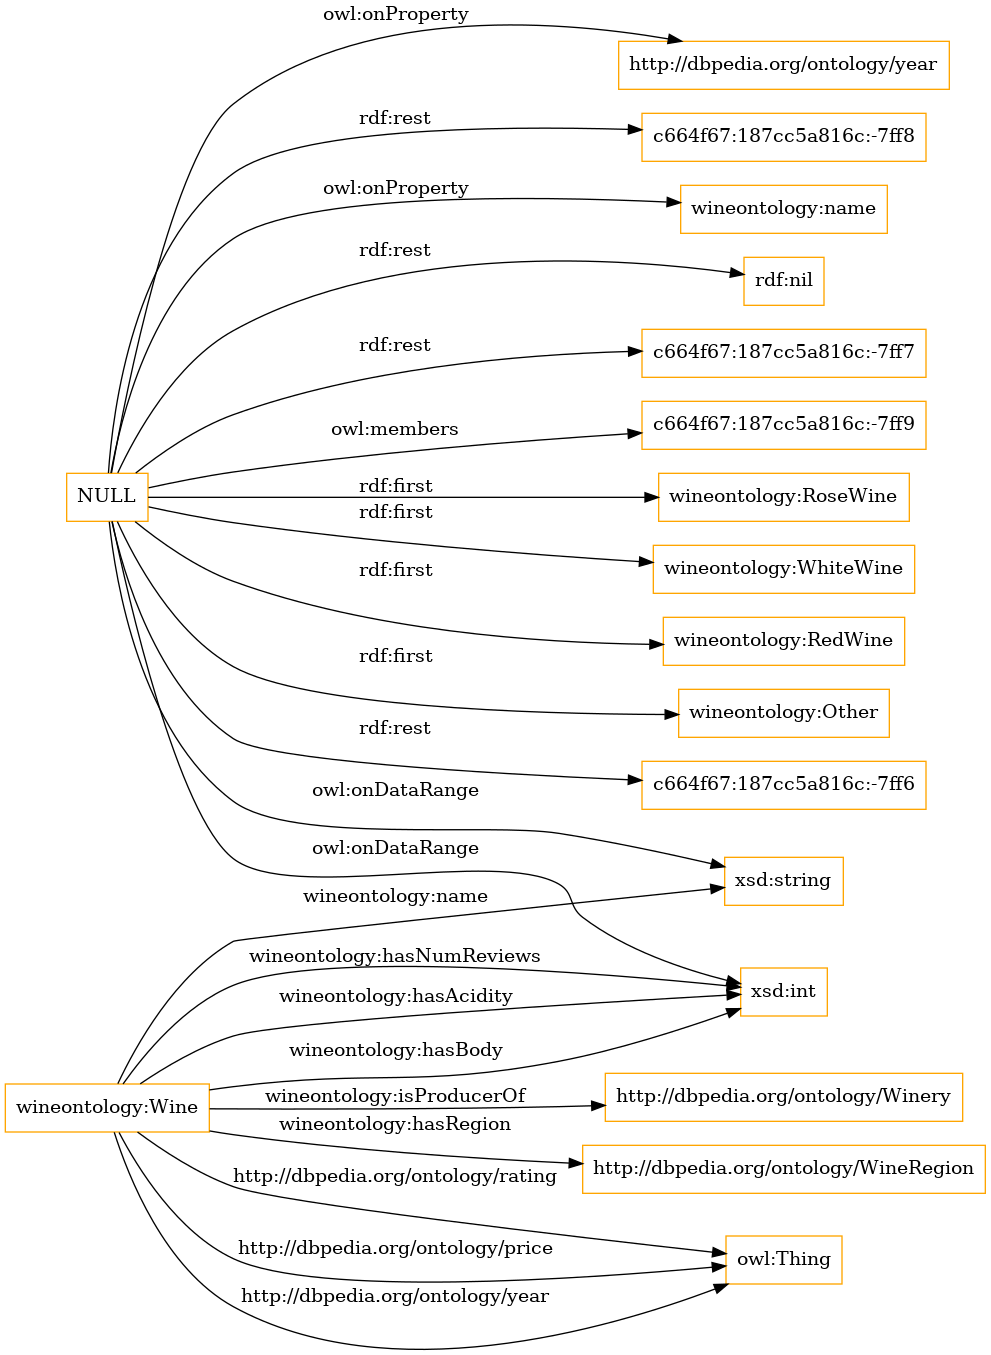 owl:onProperty
http://dbpedia.org/ontology/year
rdf:rest
c664f67:187cc5a816c:-7ff8
owl:onProperty
wineontology:name
rdf:rest
rdf:nil
rdf:rest
c664f67:187cc5a816c:-7ff7
owl:members
c664f67:187cc5a816c:-7ff9
NULL
rdf:first
wineontology:RoseWine
rdf:first
wineontology:WhiteWine
rdf:first
wineontology:RedWine
rdf:first
wineontology:Other
rdf:rest
c664f67:187cc5a816c:-7ff6
owl:onDataRange
owl:onDataRange
xsd:string
wineontology:name
wineontology:hasNumReviews
wineontology:hasAcidity
xsd:int
wineontology:hasBody
wineontology:Wine
wineontology:isProducerOf
http://dbpedia.org/ontology/Winery
wineontology:hasRegion
http://dbpedia.org/ontology/WineRegion
http://dbpedia.org/ontology/rating
http://dbpedia.org/ontology/price
owl:Thing
http://dbpedia.org/ontology/year